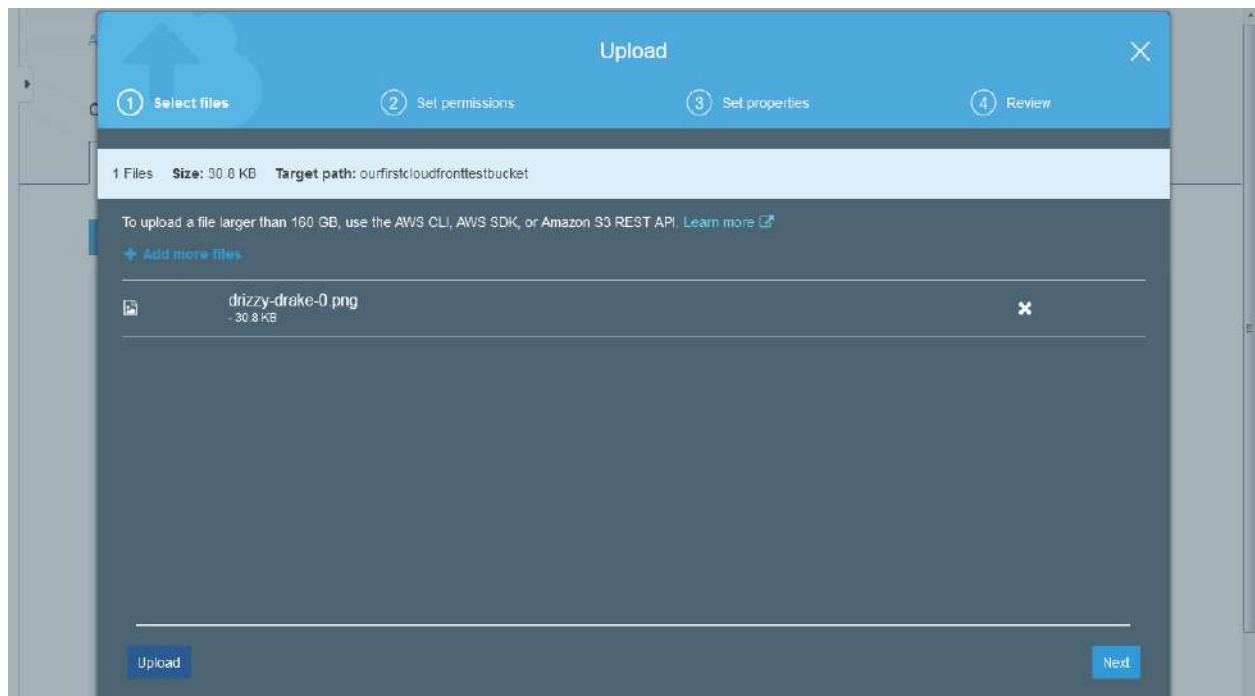 Upload
1 Select files 2 Set permissions 3 Set properties 4 Review
1 Files Size: 30.8 KB Target path: ourfirstcloudfronttestbucket
To upload a file larger than 160 GB, use the AWS CLI, AWS SDK, or Amazon S3 REST API. Learn more
+ Add more files
drizzy-drake-0.png
- 30.8 KB
Upload Next